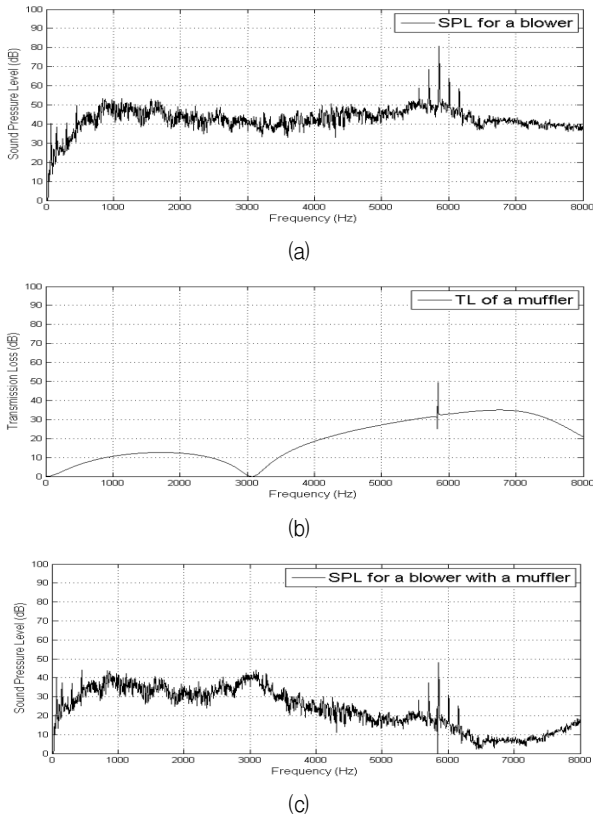 SPL for a blower
Sound Pressure Level (dB)
100
90
80
70
60
50
40
30
20
10
0
0 1000 2000 3000 4000 5000 6000 7000 8000
Frequency (Hz)
(a)
TL of a muffler
Transmission Loss (dB)
100
90
80
70
60
50
40
30
20
10
0
0 1000 2000 3000 4000 5000 6000 7000 8000
Frequency (Hz)
(b)
SPL for a blower with a muffler
Sound Pressure Level (dB)
100
90
80
70
60
50
40
30
20
10
0
0 1000 2000 3000 4000 5000 6000 7000 8000
Frequency (Hz)
(c)